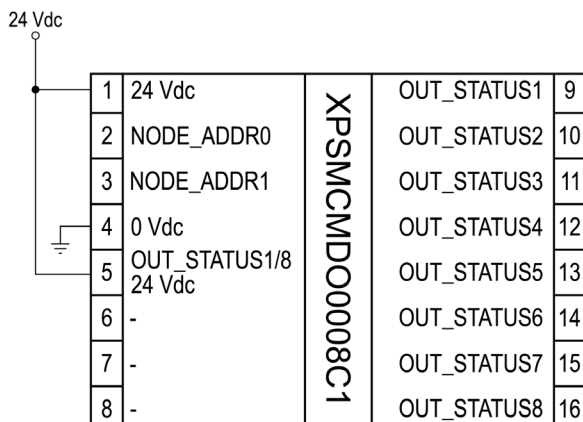 24 Vdc
1 24 Vdc
2 NODE_ADDR0
3 NODE_ADDR1
4 0 Vdc
5 OUT_STATUS1/8
24 Vdc
6 -
7 -
8 -
XPSMCMDO0008C1
OUT_STATUS1 9
OUT_STATUS2 10
OUT_STATUS3 11
OUT_STATUS4 12
OUT_STATUS5 13
OUT_STATUS6 14
OUT_STATUS7 15
OUT_STATUS8 16